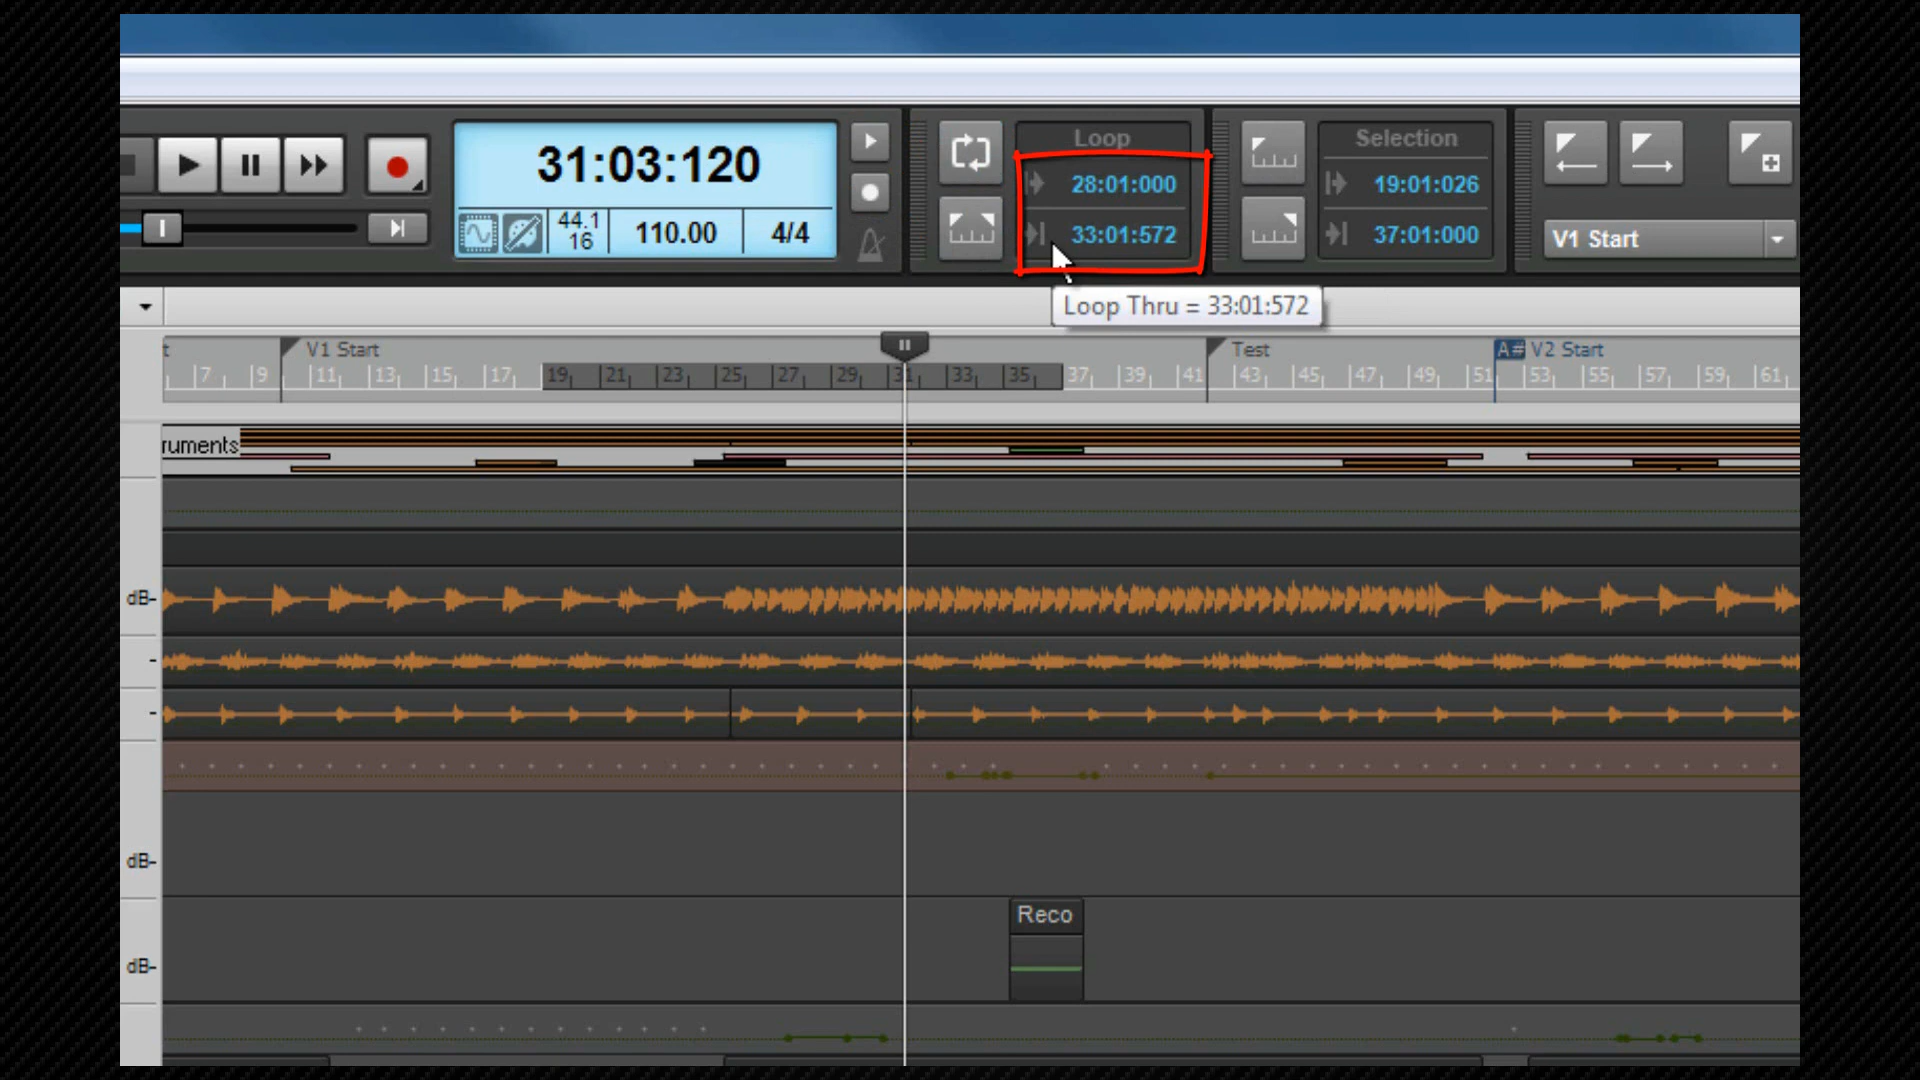 Loop
Selection
31:03:120
28:01:000
19:01:026
44.1
16
110.00
4/4
33:01:572
37:01:000
V1 Start
Loop Thru = 33:01:572
t
V1 Start
Test
A# V2 Start
7 9 11 13 15 17 19 21 23 25 27 29 31 33 35 37 39 41 43 45 47 49 51 53 55 57 59 61
ruments
dB-
-
-
dB-
Reco
dB-